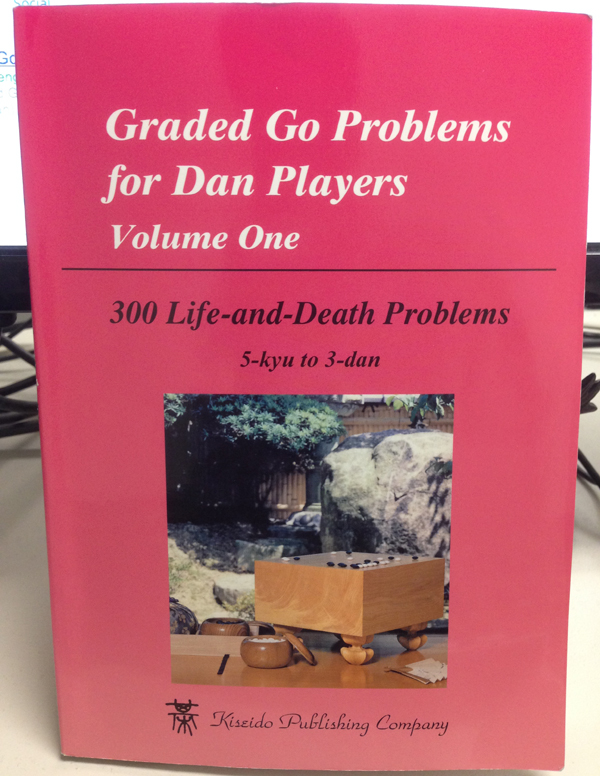 Social
Graded Go Problems
for Dan Players
Volume One
300 Life-and-Death Problems
5-kyu to 3-dan
Kiseido Publishing Company